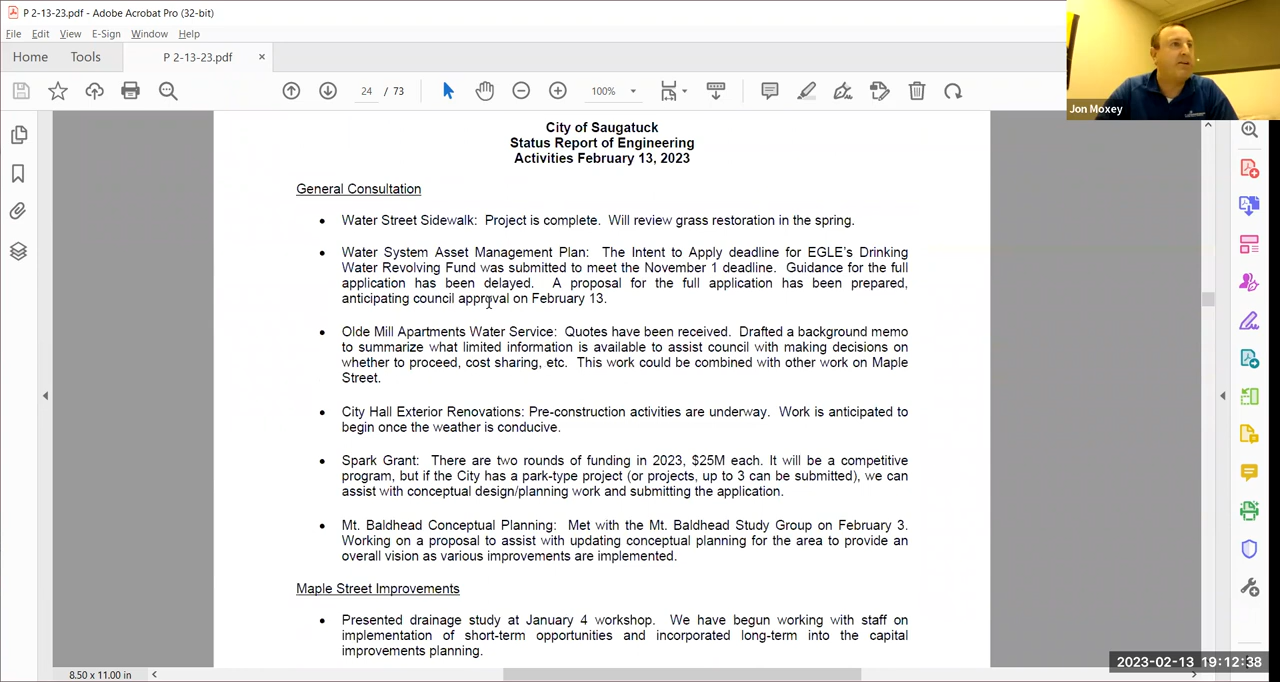 P 2-13-23.pdf - Adobe Acrobat Pro (32-bit)
File Edit View E-Sign Window Help
Home Tools P 2-13-23.pdf ×
24 / 73 100%
Jon Moxey
City of Saugatuck
Status Report of Engineering
Activities February 13, 2023
General Consultation
• Water Street Sidewalk: Project is complete. Will review grass restoration in the spring.
• Water System Asset Management Plan: The Intent to Apply deadline for EGLE's Drinking
Water Revolving Fund was submitted to meet the November 1 deadline. Guidance for the full
application has been delayed. A proposal for the full application has been prepared,
anticipating council approval on February 13.
• Olde Mill Apartments Water Service: Quotes have been received. Drafted a background memo
to summarize what limited information is available to assist council with making decisions on
whether to proceed, cost sharing, etc. This work could be combined with other work on Maple
Street.
• City Hall Exterior Renovations: Pre-construction activities are underway. Work is anticipated to
begin once the weather is conducive.
• Spark Grant: There are two rounds of funding in 2023, $25M each. It will be a competitive
program, but if the City has a park-type project (or projects, up to 3 can be submitted), we can
assist with conceptual design/planning work and submitting the application.
• Mt. Baldhead Conceptual Planning: Met with the Mt. Baldhead Study Group on February 3.
Working on a proposal to assist with updating conceptual planning for the area to provide an
overall vision as various improvements are implemented.
Maple Street Improvements
• Presented drainage study at January 4 workshop. We have begun working with staff on
implementation of short-term opportunities and incorporated long-term into the capital
improvements planning.
8.50 x 11.00 in
2023-02-13 19:12:38